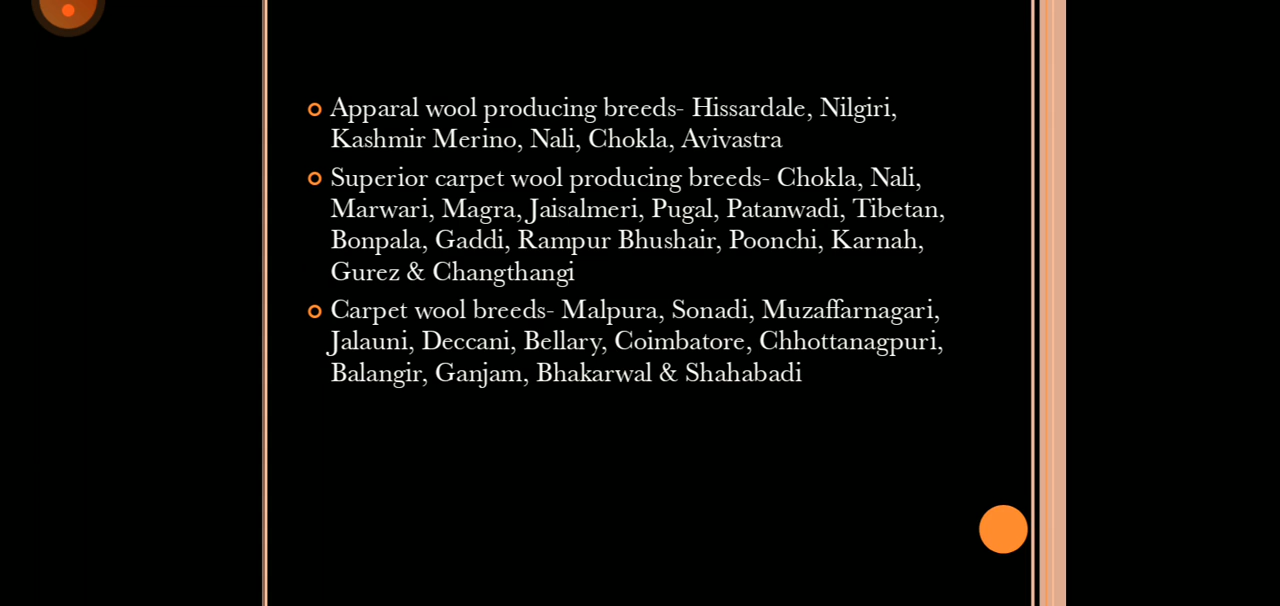 Apparal wool producing breeds- Hissardale, Nilgiri,
Kashmir Merino, Nali, Chokla, Avivastra
Superior carpet wool producing breeds- Chokla, Nali,
Marwari, Magra, Jaisalmeri, Pugal, Patanwadi, Tibetan,
Bonpala, Gaddi, Rampur Bhushair, Poonchi, Karnah,
Gurez & Changthangi
Carpet wool breeds- Malpura, Sonadi, Muzaffarnagari,
Jalauni, Deccani, Bellary, Coimbatore, Chhottanagpuri,
Balangir, Ganjam, Bhakarwal & Shahabadi